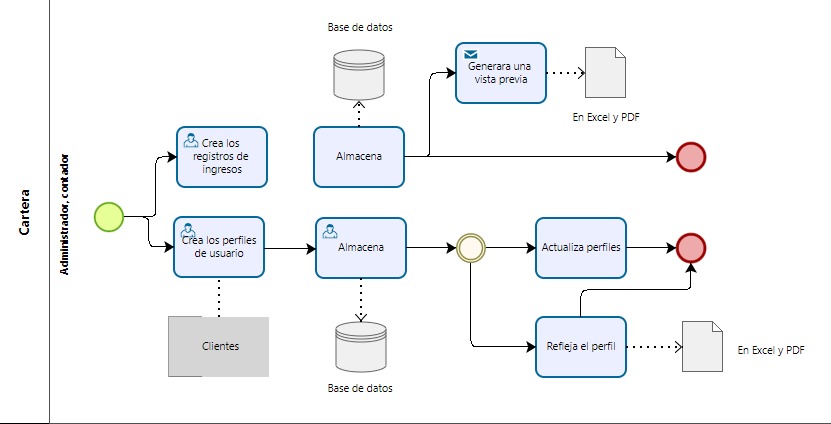 Cartera
Administrador, contador
Base de datos
Generara una
vista previa
En Excel y PDF
Crea los
registros de
ingresos
Almacena
Crea los perfiles
de usuario
Almacena
Actualiza perfiles
Clientes
Base de datos
Refleja el perfil
En Excel y PDF